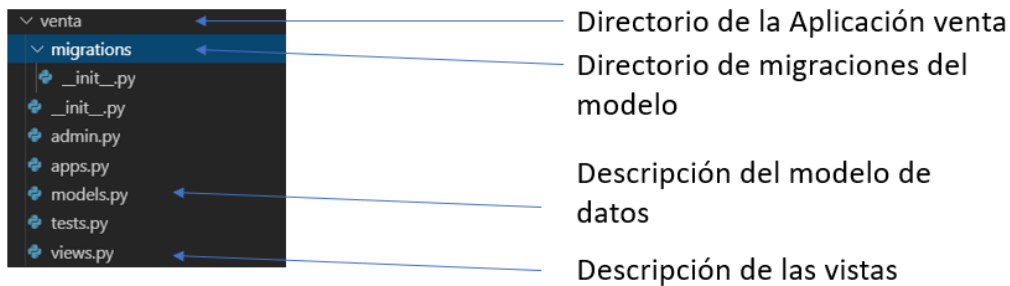 venta
migrations
__init__.py
__init__.py
admin.py
apps.py
models.py
tests.py
views.py
Directorio de la Aplicación venta
Directorio de migraciones del
modelo
Descripción del modelo de
datos
Descripción de las vistas